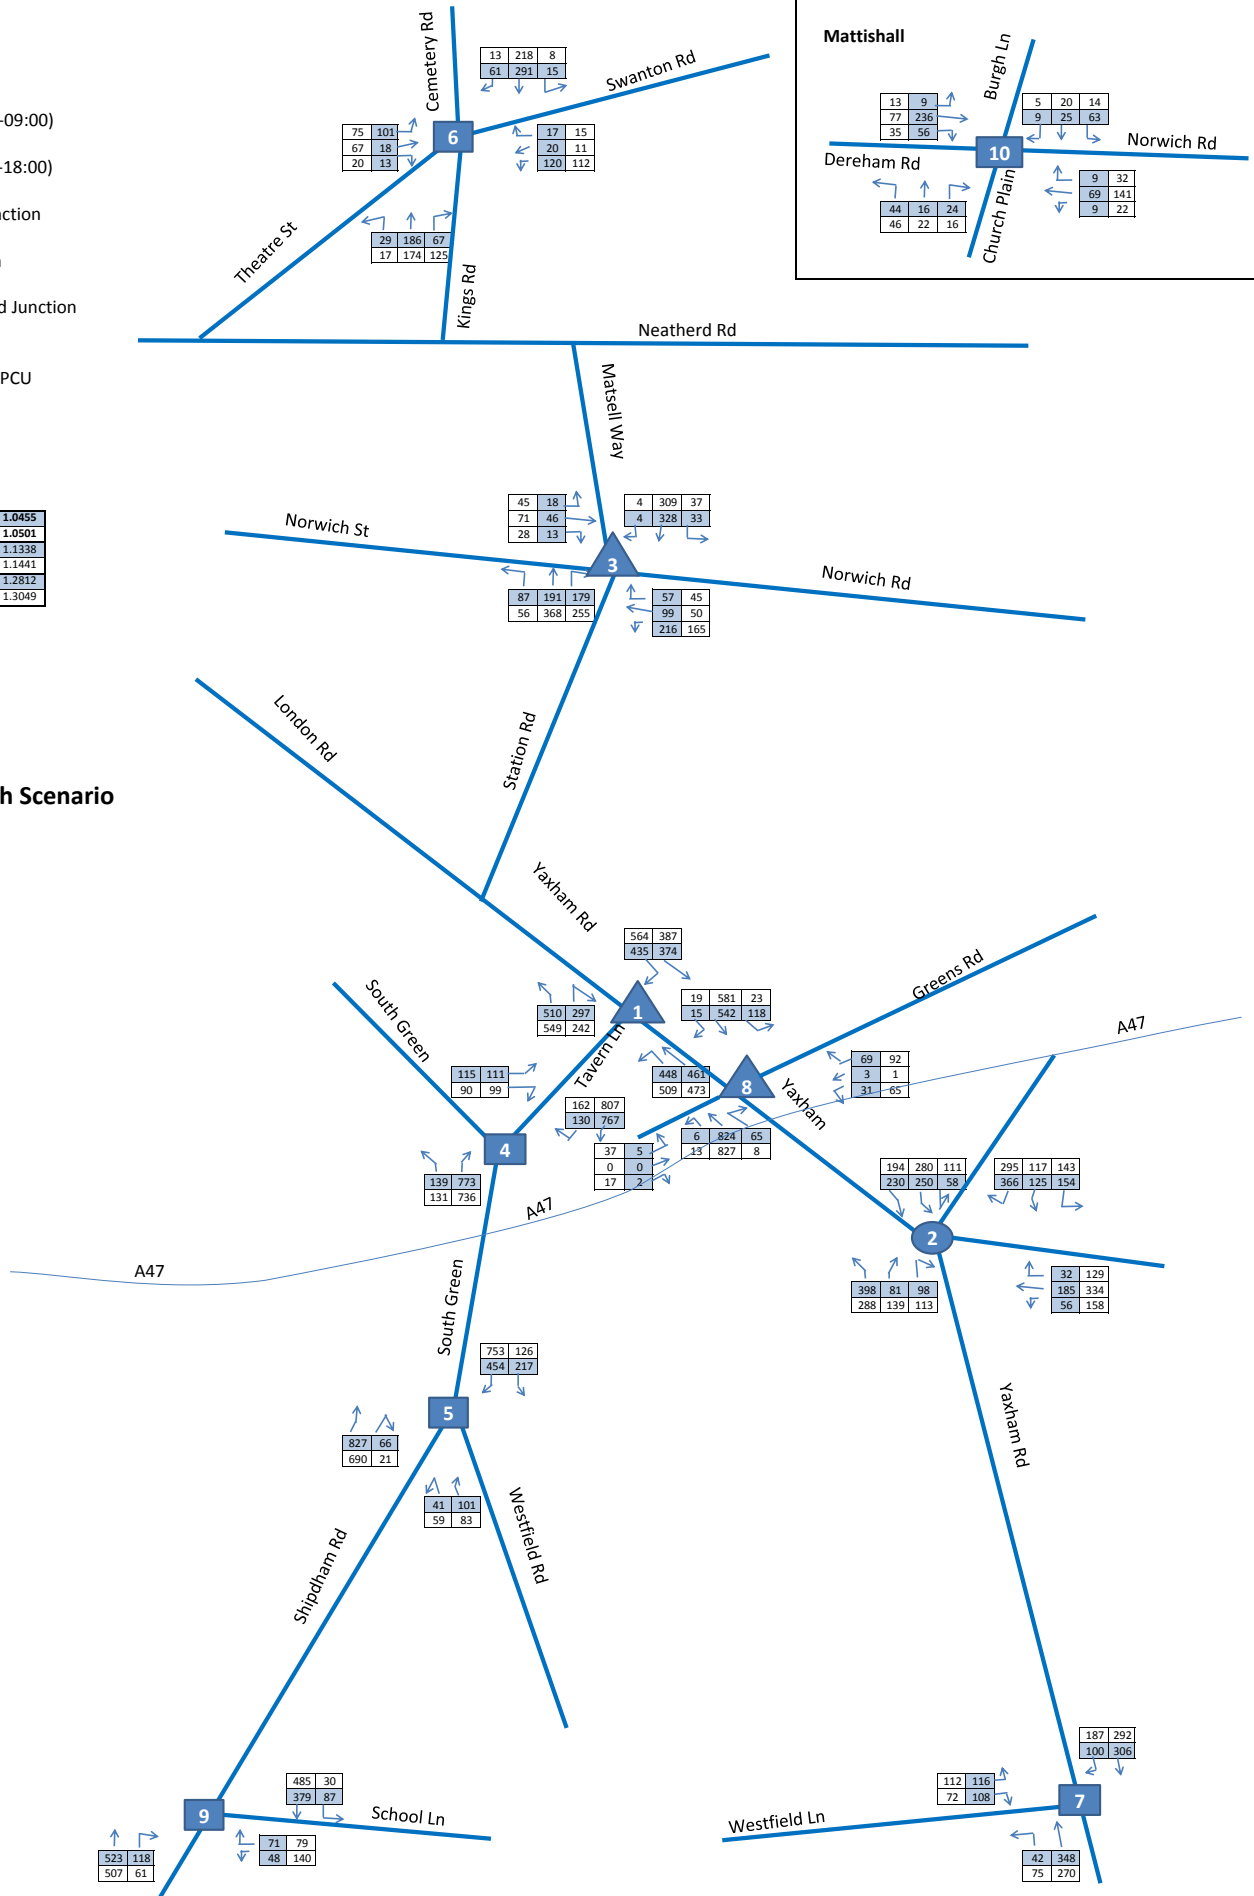 -09:00)
-18:00)
nction
n
d Junction
PCU
1.0455
1.0501
1.1338
1.1441
1.2812
1.3049
h Scenario
Cemetery Rd
13 218 8
61 291 15
Swanton Rd
6
75 101
67 18
20 13
17 15
20 11
120 112
29 186 67
17 174 125
Theatre St
Kings Rd
Mattishall
Burgh Ln
13 9
77 236
35 56
5 20 14
9 25 63
10
Norwich Rd
Dereham Rd
44 16 24
46 22 16
Church Plain
9 32
69 141
9 22
Neatherd Rd
Matsell Way
45 18
71 46
28 13
4 309 37
4 328 33
Norwich St
3
Norwich Rd
87 191 179
56 368 255
57 45
99 50
216 165
London Rd
Station Rd
Yaxham Rd
564 387
435 374
South Green
510 297
549 242
1
19 581 23
15 542 118
Greens Rd
A47
Tavern Ln
115 111
90 99
448 461
509 473
8
Yaxham
69 92
3 1
31 65
162 807
130 767
6 824 65
13 827 8
4
37 5
0 0
17 2
139 773
131 736
A47
A47
194 280 111
230 250 58
295 117 143
366 125 154
2
398 81 98
288 139 113
32 129
185 334
56 158
South Green
753 126
454 217
5
827 66
690 21
41 101
59 83
Westfield Rd
Yaxham Rd
Shipdham Rd
187 292
100 306
485 30
379 87
9
School Ln
523 118
507 61
71 79
48 140
112 116
72 108
7
Westfield Ln
42 348
75 270